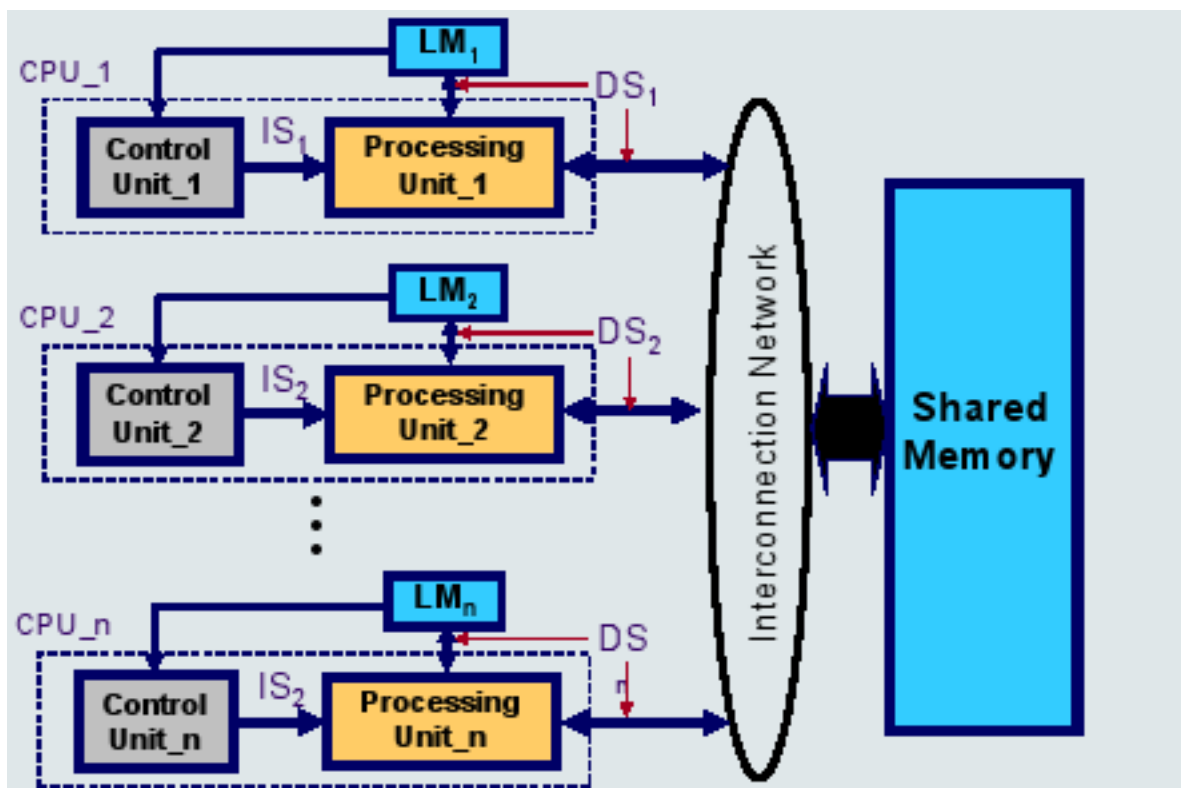 LM₁
CPU_1
DS₁
IS₁
Control
Unit_1
Processing
Unit_1
LM₂
CPU_2
DS₂
IS₂
Control
Unit_2
Processing
Unit_2
LMₙ
CPU_n
DS
n
IS₂
Control
Unit_n
Processing
Unit_n
Interconnection Network
Shared
Memory